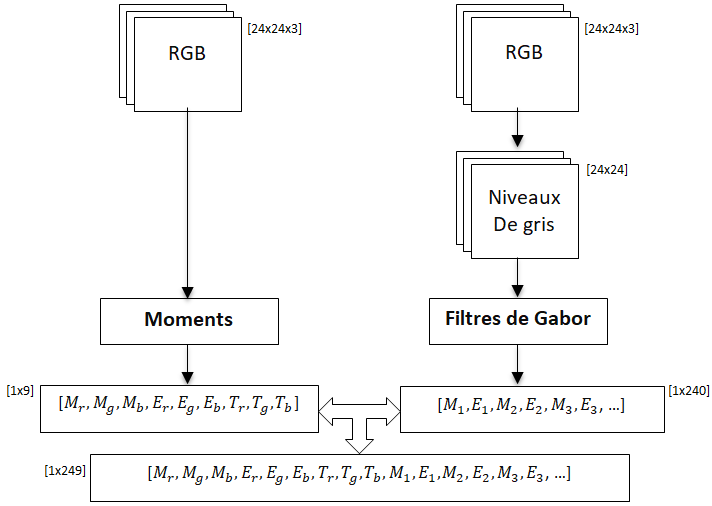 [24x24x3]
RGB
[24x24x3]
RGB
[24x24]
Niveaux
De gris
Moments
Filtres de Gabor
[1x9]
[M_r, M_g, M_b, E_r, E_g, E_b, T_r, T_g, T_b]
[M_1, E_1, M_2, E_2, M_3, E_3, ...]
[1x240]
[1x249]
[M_r, M_g, M_b, E_r, E_g, E_b, T_r, T_g, T_b, M_1, E_1, M_2, E_2, M_3, E_3, ...]